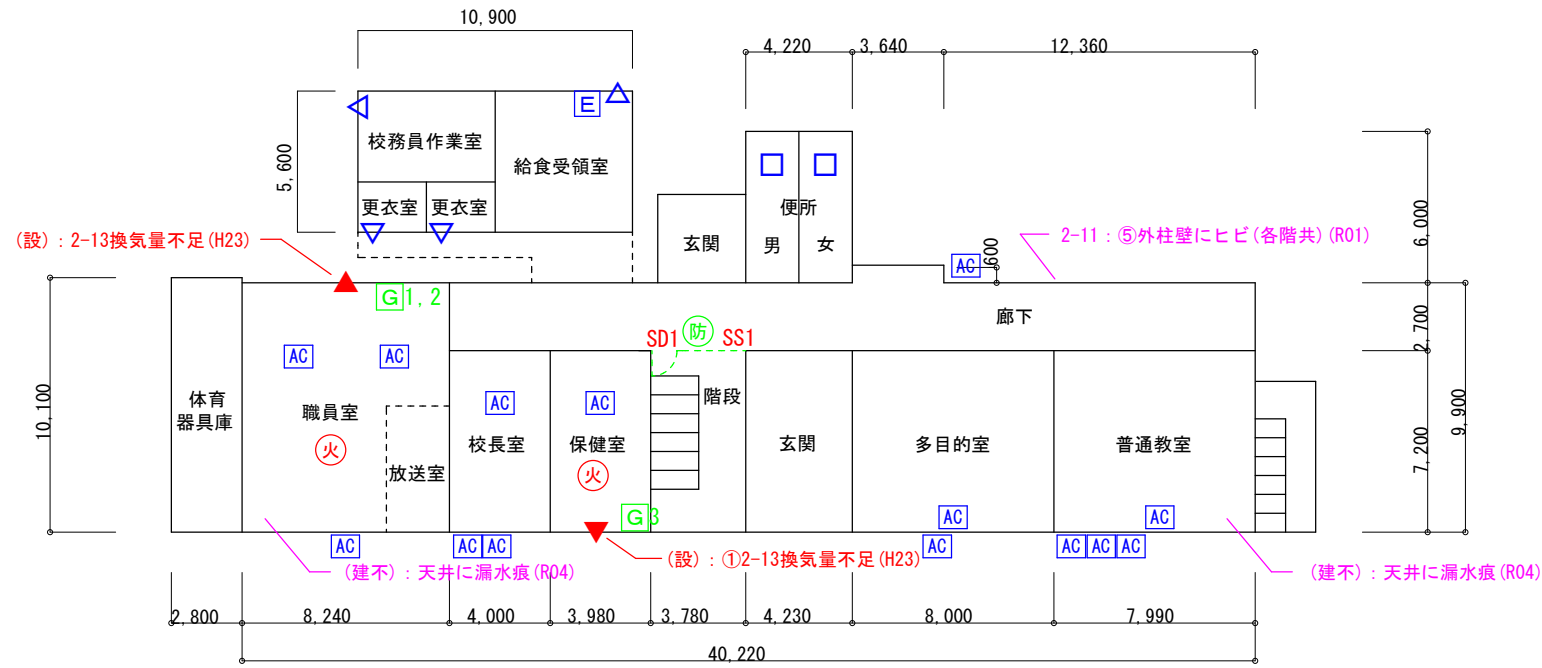 10,900
4,220
3,640
12,360
E
校務員作業室
給食受領室
5,600
更衣室
更衣室
便所
男
女
玄関
6,000
(設):2-13換気量不足(H23)
2-11:⑤外柱壁にヒビ(各階共)(R01)
AC
600
G1,2
廊下
SD1
防
SS1
2,700
AC
AC
10,100
体育
器具庫
職員室
火
放送室
AC
校長室
AC
保健室
火
階段
玄関
多目的室
普通教室
7,200
9,900
G3
AC
AC
AC
AC
AC
AC
AC
AC
AC
(設):①2-13換気量不足(H23)
(建不):天井に漏水痕(R04)
(建不):天井に漏水痕(R04)
2,800
8,240
4,000
3,980
3,780
4,230
8,000
7,990
40,220